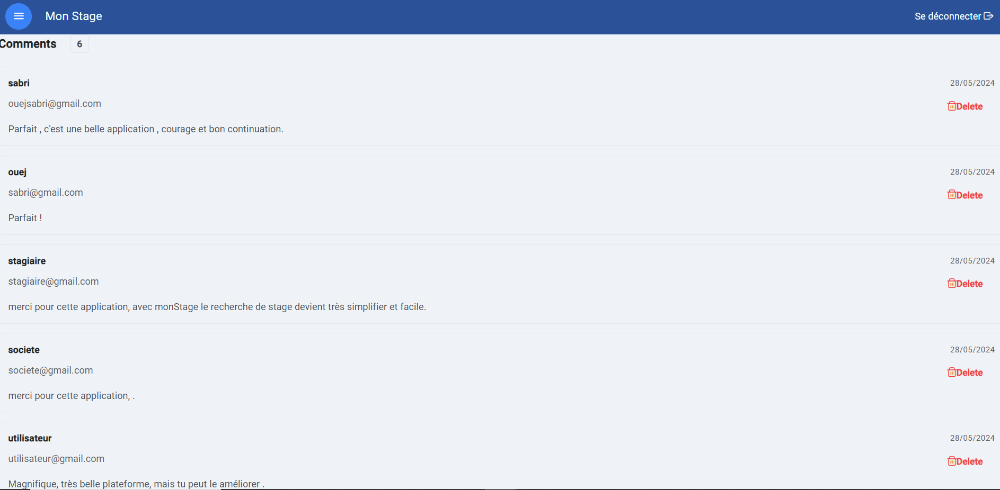 Mon Stage
Se déconnecter
Comments 6
sabri 28/05/2024
ouejsabri@gmail.com
Delete
Parfait , c'est une belle application , courage et bon continuation.
ouej 28/05/2024
sabri@gmail.com
Delete
Parfait !
stagiaire 28/05/2024
stagiaire@gmail.com
Delete
merci pour cette application, avec monStage le recherche de stage devient très simplifier et facile.
societe 28/05/2024
societe@gmail.com
Delete
merci pour cette application, .
utilisateur 28/05/2024
utilisateur@gmail.com
Delete
Magnifique, très belle plateforme, mais tu peut le améliorer .